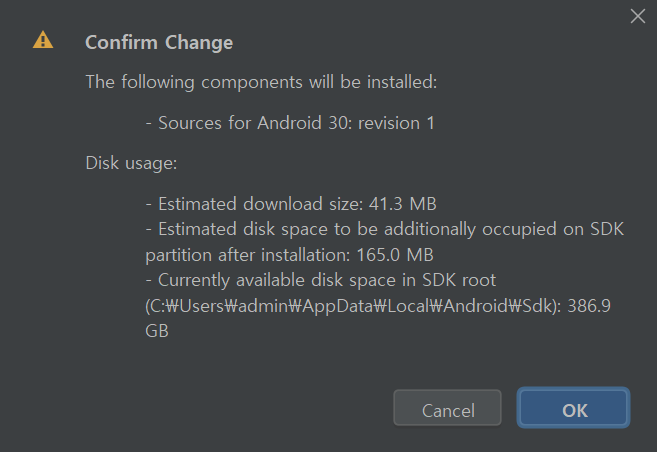 Confirm Change
The following components will be installed:
- Sources for Android 30: revision 1
Disk usage:
- Estimated download size: 41.3 MB
- Estimated disk space to be additionally occupied on SDK
partition after installation: 165.0 MB
- Currently available disk space in SDK root
(C:₩Users₩admin₩AppData₩Local₩Android₩Sdk): 386.9
GB
Cancel
OK